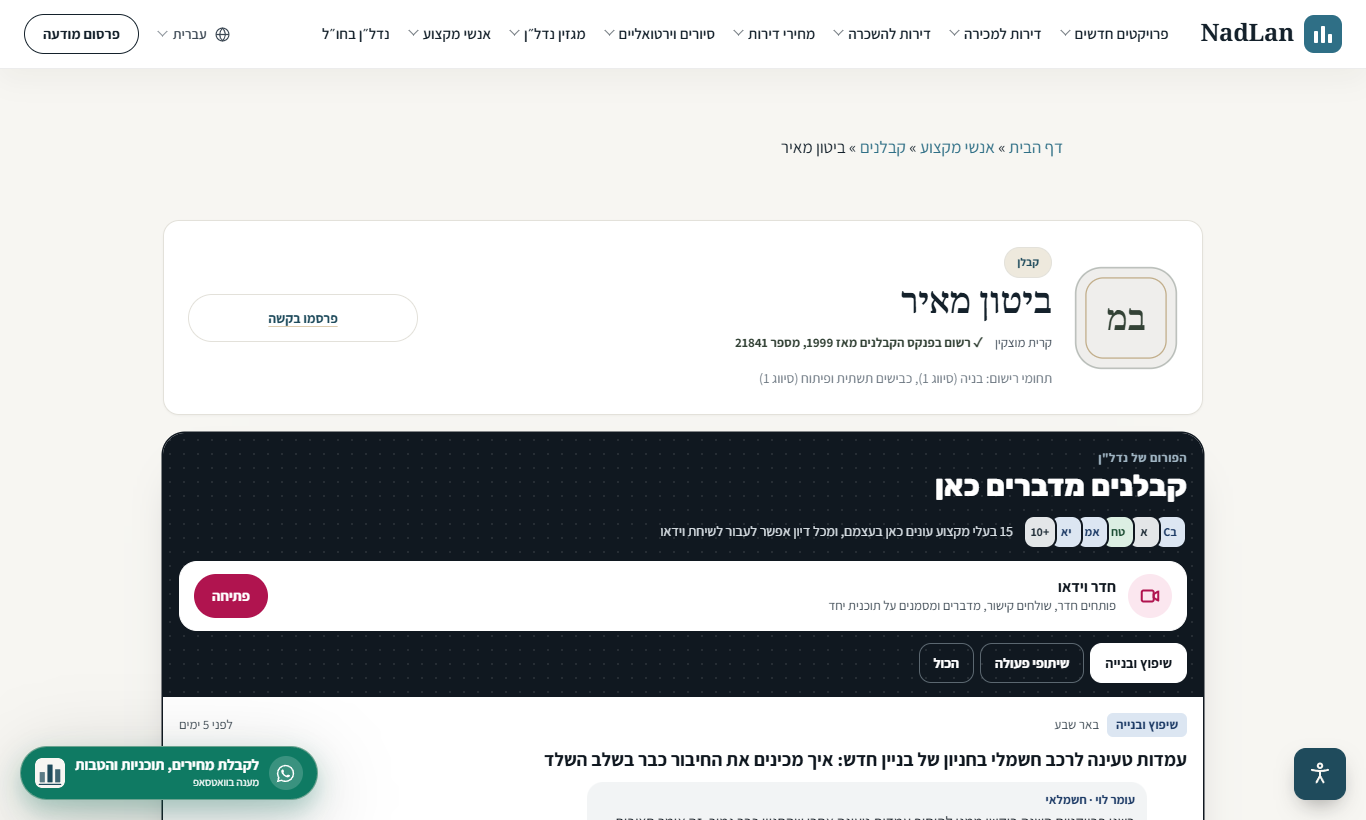 NadLan
פרויקטים חדשים
דירות למכירה
דירות להשכרה
מחירי דירות
סיורים וירטואליים
מגזין נדל״ן
אנשי מקצוע
נדל״ן בחו״ל
עברית
פרסום מודעה
דף הבית » אנשי מקצוע » קבלנים » ביטון מאיר
במ
קבלן
ביטון מאיר
קרית מוצקין ✓ רשום בפנקס הקבלנים מאז 1999, מספר 21841
תחומי רישום: בניה (סיווג 1), כבישים תשתית ופיתוח (סיווג 1)
פרסמו בקשה
הפורום של נדל"ן
קבלנים מדברים כאן
בC א טח אמ יא +10 15 בעלי מקצוע עונים כאן בעצמם, ומכל דיון אפשר לעבור לשיחת וידאו
חדר וידאו
פותחים חדר, שולחים קישור, מדברים ומסמנים על תוכנית יחד
פתיחה
שיפוץ ובנייה
שיתופי פעולה
הכול
שיפוץ ובנייה באר שבע
לפני 5 ימים
עמדות טעינה לרכב חשמלי בחניון של בניין חדש: איך מכינים את החיבור כבר בשלב השלד
עומר לוי · חשמלאי
לקבלת מחירים, תוכניות והטבות
מענה בוואטסאפ